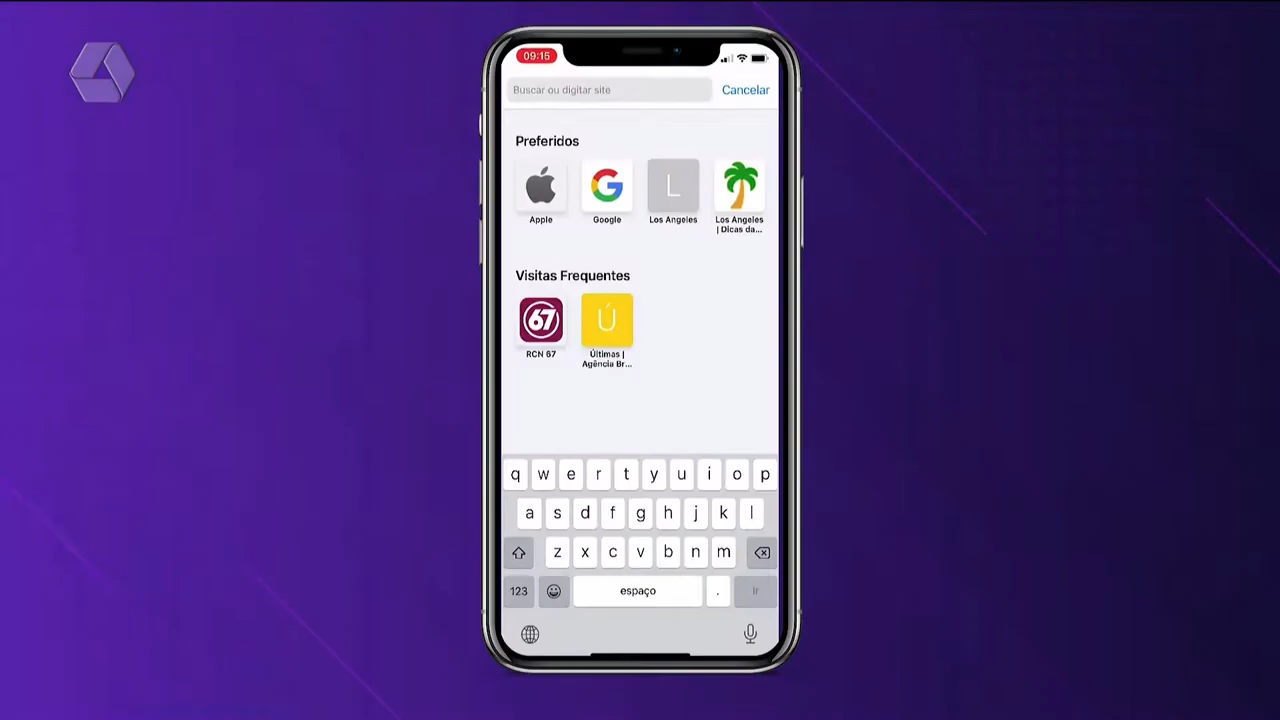 09:15
Buscar ou digitar site
Cancelar
Preferidos
L
Apple
Google
Los Angeles
Los Angeles
| Dicas da...
Visitas Frequentes
67
Ú
RCN 67
Últimas |
Agência Br...
q w e r t y u i o p
a s d f g h j k l
z x c v b n m
123
espaço
.
ir